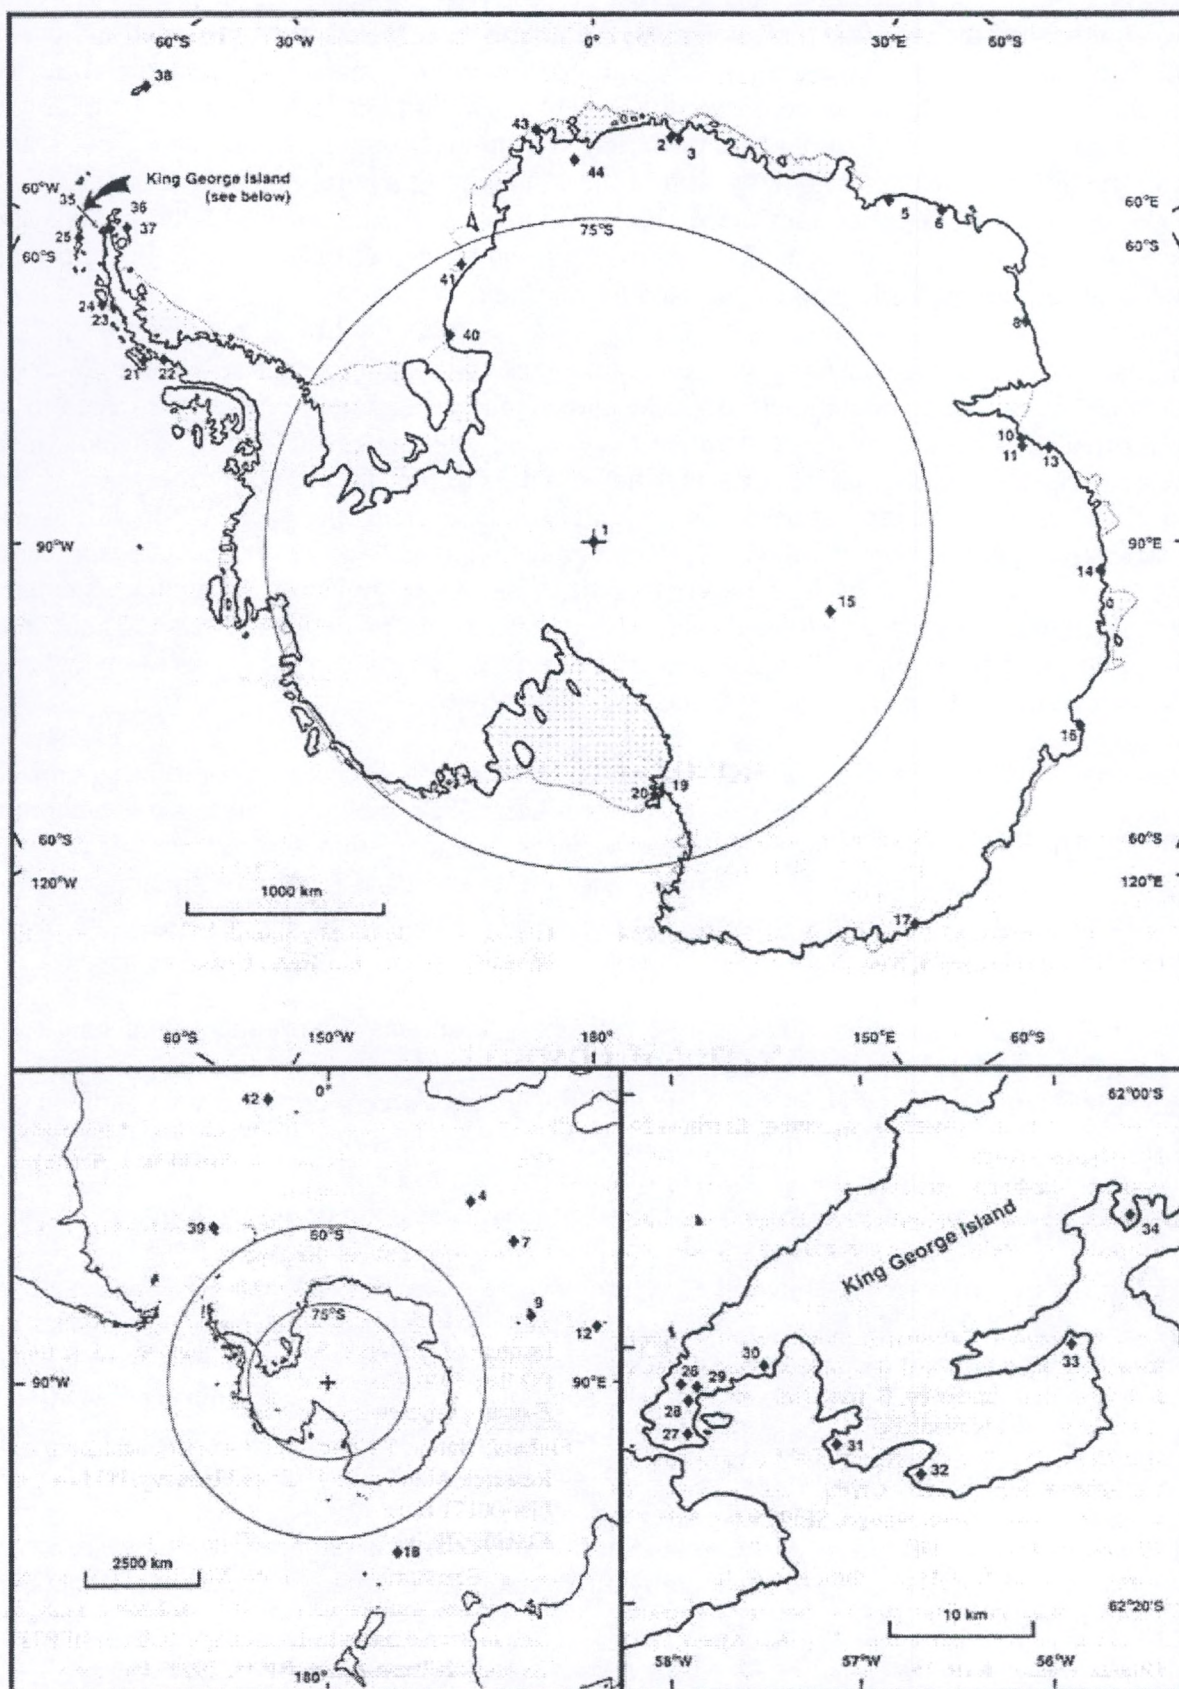 60°S 30°W 0° 30°E 60°S
38
43
2 3
44
King George Island
(see below)
60°W
35
36
37
25
60°S
5
6
60°E
60°S
75°S
41
24
23
8
40
21 22
10
11
13
90°W
1
90°E
14
15
16
20 19
60°S
120°W
60°S
120°E
1000 km
17
60°S 150°W 180° 150°E 60°S
0°
42
4
39
60°S
7
75°S
9
12
90°W
90°E
18
2500 km
180°
62°00'S
34
King George Island
33
30
26 29
28
27
31
32
62°20'S
10 km
58°W 57°W 56°W